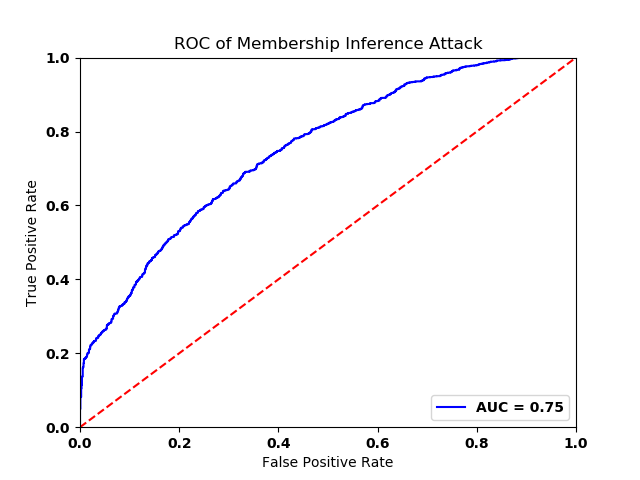 ROC of Membership Inference Attack
True Positive Rate
1.0
0.8
0.6
0.4
0.2
0.0
0.0 0.2 0.4 0.6 0.8 1.0
False Positive Rate
AUC = 0.75